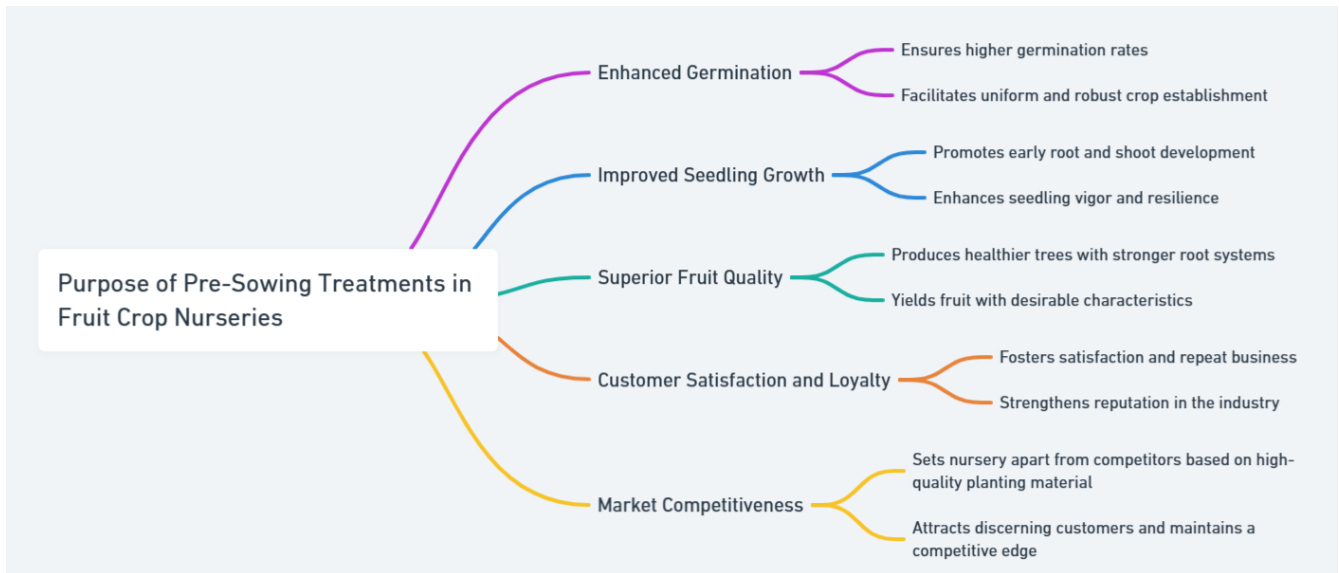 Purpose of Pre-Sowing Treatments in
Fruit Crop Nurseries
Enhanced Germination
Ensures higher germination rates
Facilitates uniform and robust crop establishment
Improved Seedling Growth
Promotes early root and shoot development
Enhances seedling vigor and resilience
Superior Fruit Quality
Produces healthier trees with stronger root systems
Yields fruit with desirable characteristics
Customer Satisfaction and Loyalty
Fosters satisfaction and repeat business
Strengthens reputation in the industry
Market Competitiveness
Sets nursery apart from competitors based on high-
quality planting material
Attracts discerning customers and maintains a
competitive edge